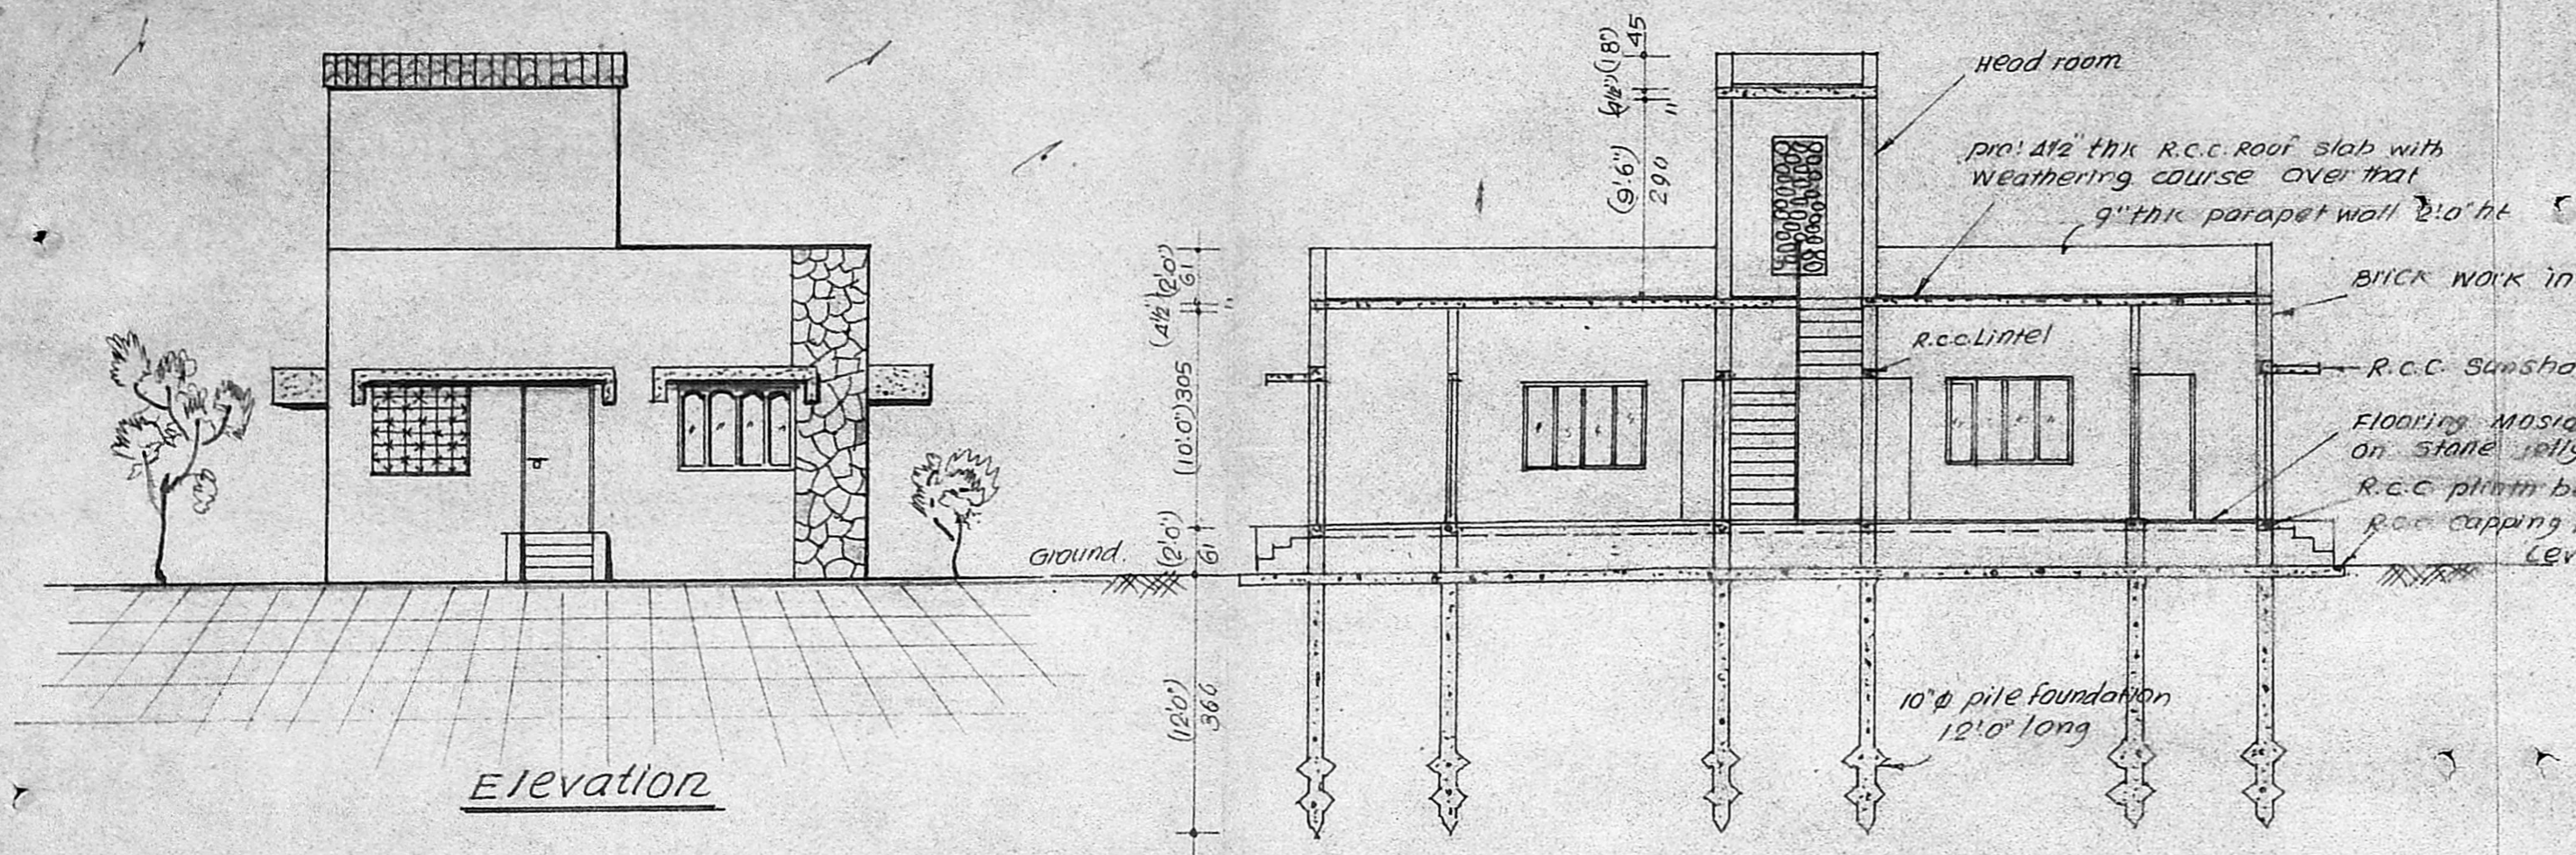 Elevation
Ground.
(18") 45
(4½") 11
(9'.6") 290
(2'.0") 61
(4½") 11
(10'.0") 305
(2'.0") 61
(12'.0") 366
Head room
pro! 4½" thk R.C.C. Roof slab with
Weathering course over that
9" thk parapet wall 2'.0" ht
Brick work in
R.c.c. Lintel
R.C.C. Sunsha
Flooring Mosia
on stone jelly
R.c.c plinth b
R.c.c capping
Lev
10"ø pile foundation
12'.0" long